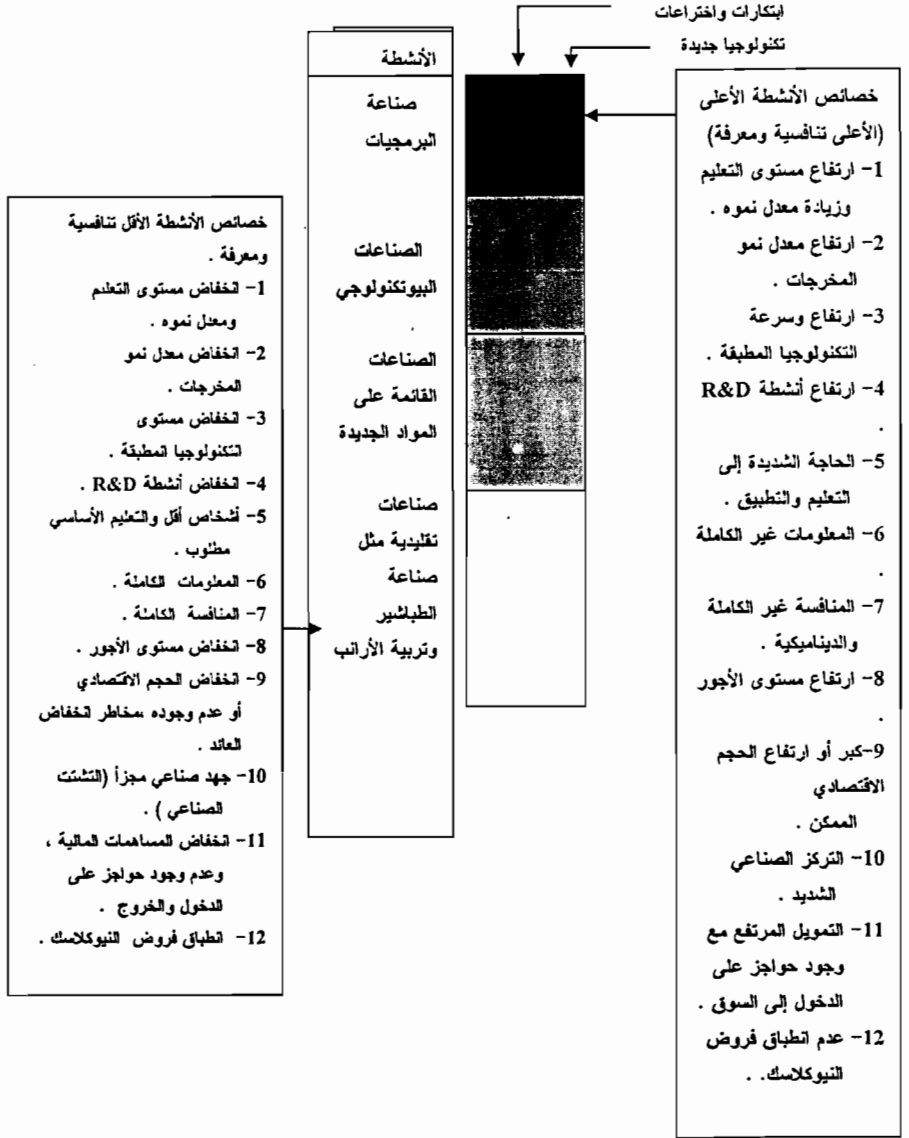 ابتكارات واختراعات
تكنولوجيا جديدة
خصائص الأنشطة الأعلى
(الأعلى تنافسية ومعرفة)
1- ارتفاع مستوى التعليم
وزيادة معدل نموه .
2- ارتفاع معدل نمو
المخرجات .
3- ارتفاع وسرعة
التكنولوجيا المطبقة .
4- ارتفاع أنشطة R&D
.
5- الحاجة الشديدة إلى
التعليم والتطبيق .
6- المعلومات غير الكاملة
.
7- المنافسة غير الكاملة
والديناميكية .
8- ارتفاع مستوى الأجور
.
9-كبر أو ارتفاع الحجم
الاقتصادي
الممكن .
10- التركز الصناعي
الشديد .
11- التمويل المرتفع مع
وجود حواجز على
الدخول إلى السوق .
12- عدم انطباق فروض
النيوكلاسك. .
الأنشطة
صناعة
البرمجيات
الصناعات
البيوتكنولوجي
.
الصناعات
القائمة على
المواد الجديدة
صناعات
تقليدية مثل
صناعة
الطباشير
وتربية الأرانب
خصائص الأنشطة الأقل تنافسية
ومعرفة .
1- انخفاض مستوى التعليم
ومعدل نموه .
2- انخفاض معدل نمو
المخرجات .
3- انخفاض مستوى
التكنولوجيا المطبقة .
4- انخفاض أنشطة R&D .
5- أشخاص أقل والتعليم الأساسي
مطلوب .
6- المعلومات الكاملة .
7- المنافسة الكاملة .
8- انخفاض مستوى الأجور .
9- انخفاض الحجم الاقتصادي
أو عدم وجوده ،مخاطر انخفاض
العائد .
10- جهد صناعي مجزأ (التشتت
الصناعي ) .
11- انخفاض المساهمات المالية ،
وعدم وجود حواجز على
الدخول والخروج .
12- انطباق فروض النيوكلاسك .